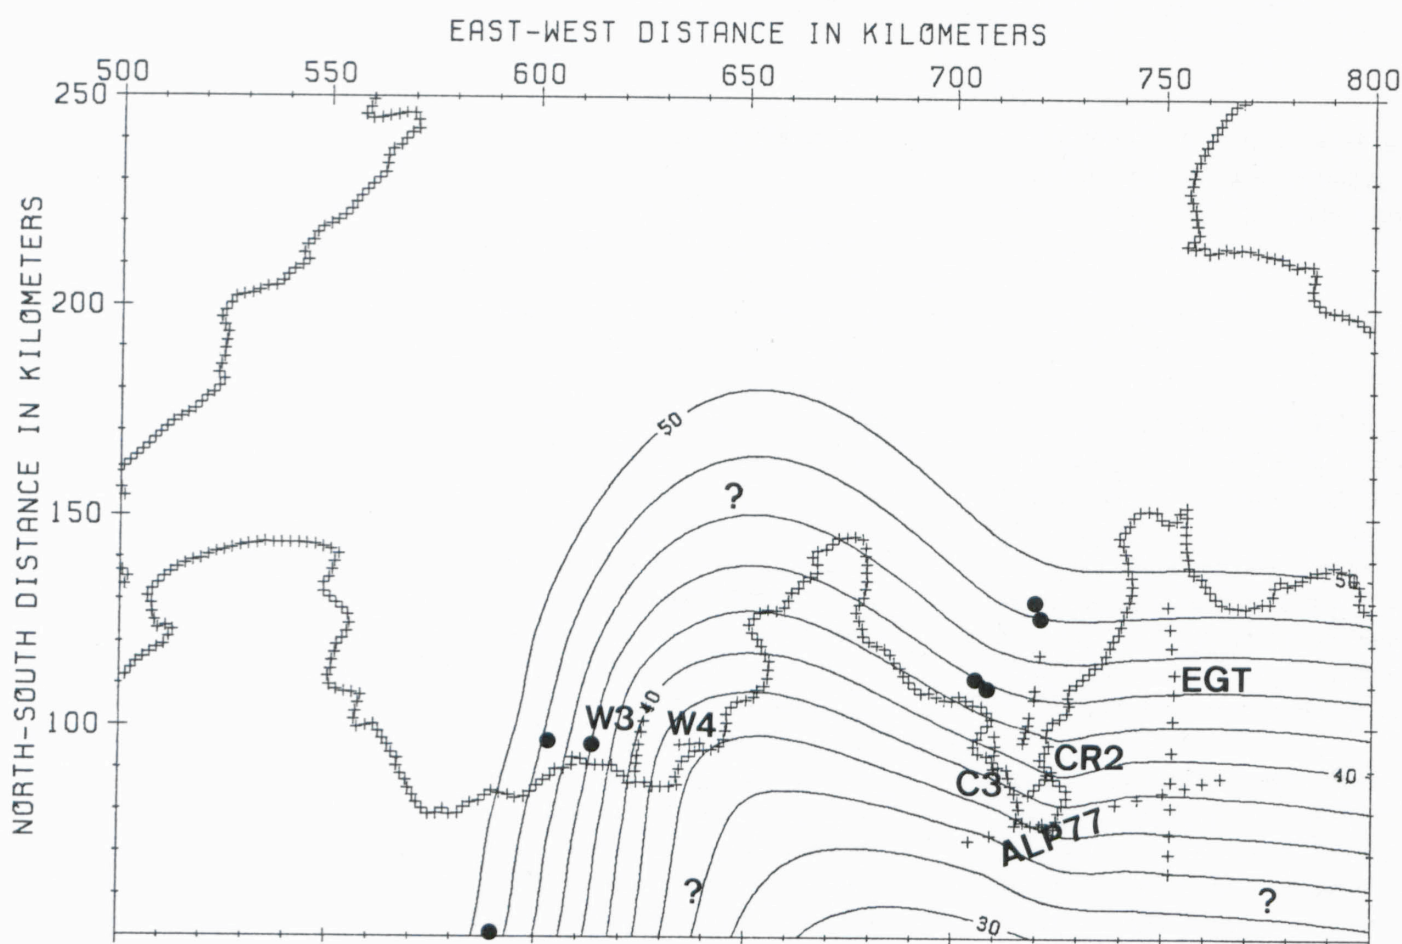 EAST-WEST DISTANCE IN KILOMETERS
500 550 600 650 700 750 800
250
200
150
100
NORTH-SOUTH DISTANCE IN KILOMETERS
50
?
50
EGT
40
W3
W4
CR2
C3
40
ALP77
?
?
30